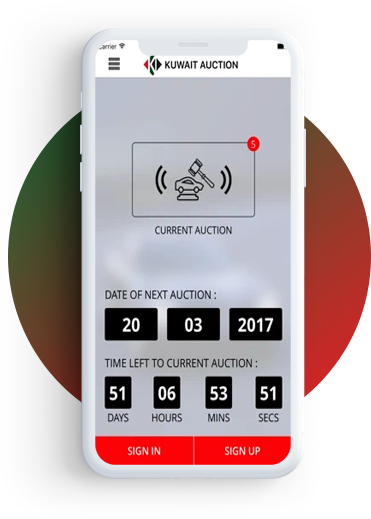 KUWAIT AUCTION
5
CURRENT AUCTION
DATE OF NEXT AUCTION :
20 03 2017
TIME LEFT TO CURRENT AUCTION :
51 06 53 51
DAYS HOURS MINS SECS
SIGN IN SIGN UP